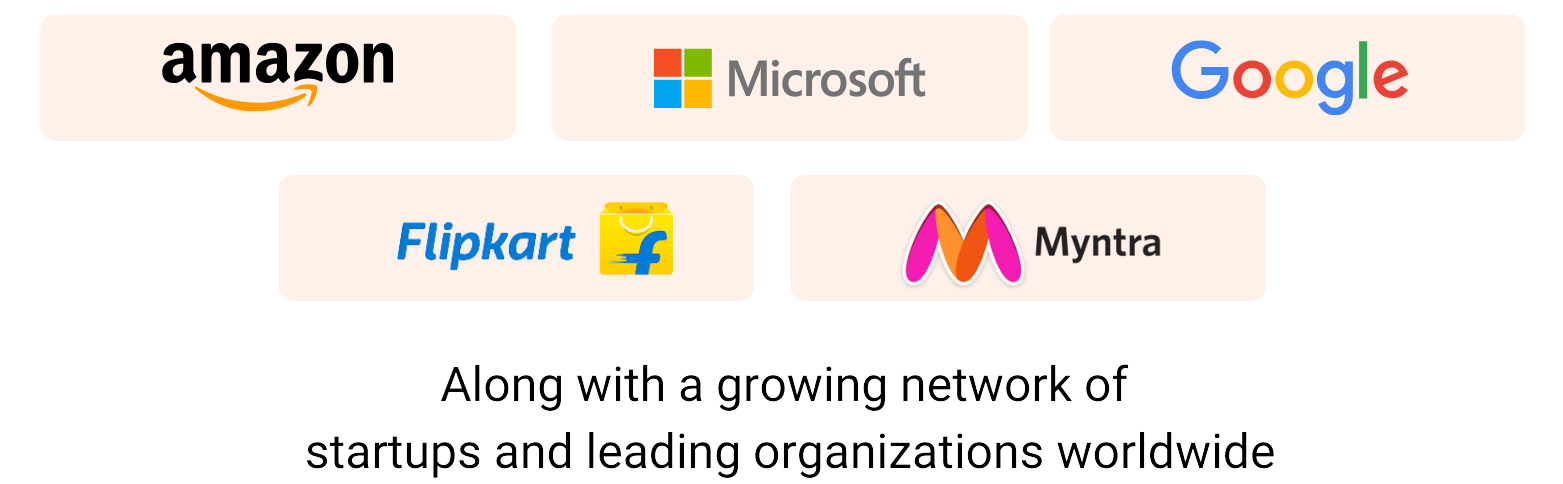 amazon
Microsoft
Google
Flipkart
Myntra
Along with a growing network of
startups and leading organizations worldwide